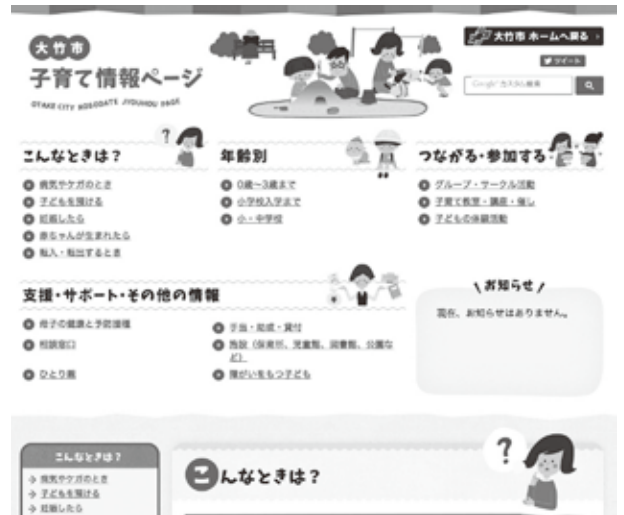 大竹市
子育て情報ページ
OTAKE CITY KOSODATE JYOUHOU PAGE
大竹市 ホームへ戻る
ツイート
Google カスタム検索
こんなときは?
病気やケガのとき
子どもを預ける
妊娠したら
赤ちゃんが生まれたら
転入・転出するとき
年齢別
0歳~3歳まで
小学校入学まで
小・中学校
つながる・参加する
グループ・サークル活動
子育て教室・講座・催し
子どもの体験活動
支援・サポート・その他の情報
母子の健康と予防接種
相談窓口
ひとり親
手当・助成・貸付
施設(保育所、児童館、図書館、公園な
ど)
障がいをもつ子ども
お知らせ
現在、お知らせはありません。
こんなときは?
病気やケガのとき
子どもを預ける
妊娠したら
?
こんなときは?